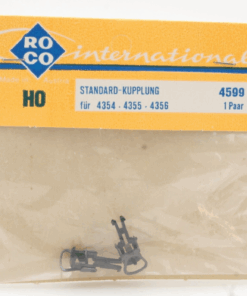 ROCO international
HO
STANDARD-KUPPLUNG 4599
für 4354 - 4355 - 4356 1 Paar